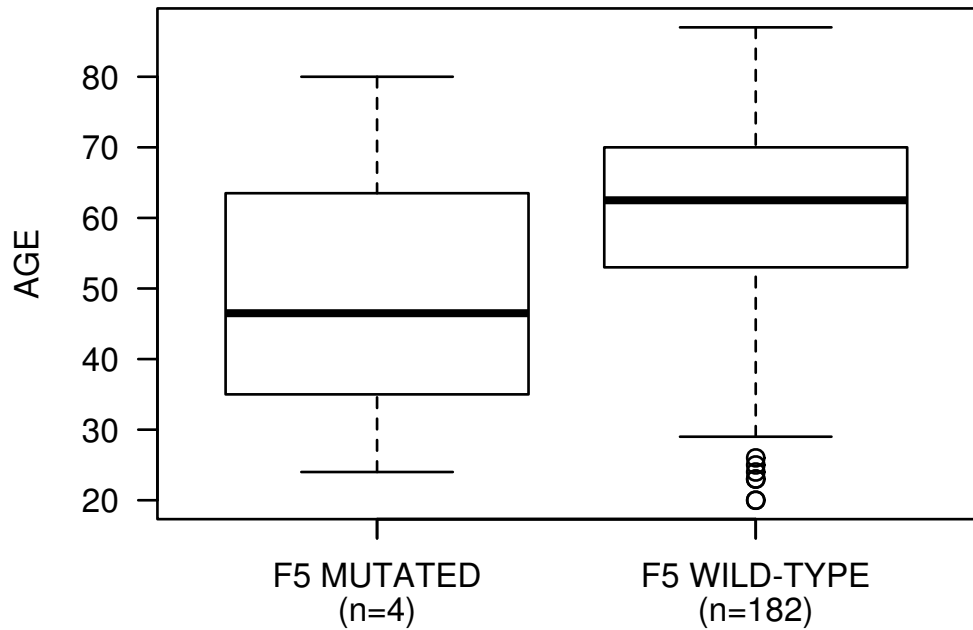 AGE
80
70
60
50
40
30
20
F5 MUTATED
(n=4)
F5 WILD-TYPE
(n=182)